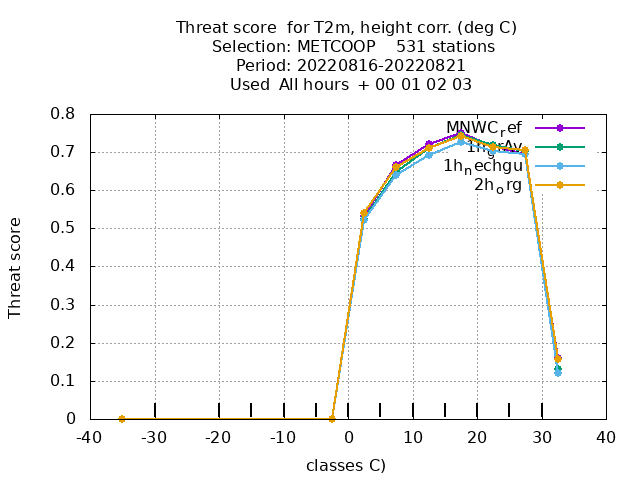 Threat score for T2m, height corr. (deg C)
Selection: METCOOP 531 stations
Period: 20220816-20220821
Used All hours + 00 01 02 03
0.8
0.7
0.6
0.5
0.4
0.3
0.2
0.1
0
Threat score
MNWC_ref
1h_grAv
1h_nechgu
2h_org
-40 -30 -20 -10 0 10 20 30 40
classes C)